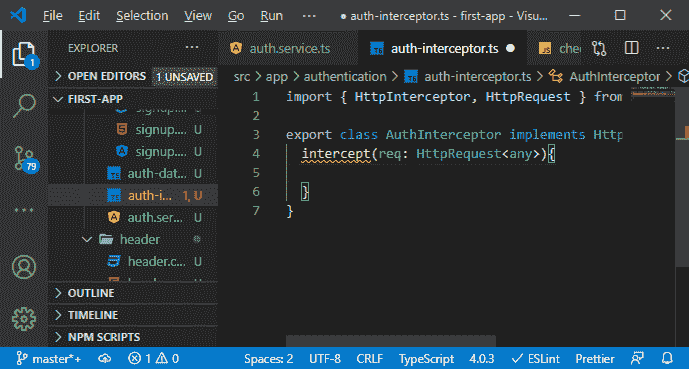 File Edit Selection View Go Run ··· ● auth-interceptor.ts - first-app - Visu...
EXPLORER ···
OPEN EDITORS 1 UNSAVED
FIRST-APP
signup.... U
signup.... U
signup.... U
auth-dat... U
auth-i... 1, U
auth.ser... U
header
header.c... U
OUTLINE
TIMELINE
NPM SCRIPTS
1
79
auth.service.ts
TS auth-interceptor.ts ●
JS chec
src > app > authentication > TS auth-interceptor.ts > AuthInterceptor >
1 import { HttpInterceptor, HttpRequest } from
2
3 export class AuthInterceptor implements Http
4 intercept(req: HttpRequest<any>){
5
6 }
7 }
master*+ 1 0 Spaces: 2 UTF-8 CRLF TypeScript 4.0.3 ESLint Prettier